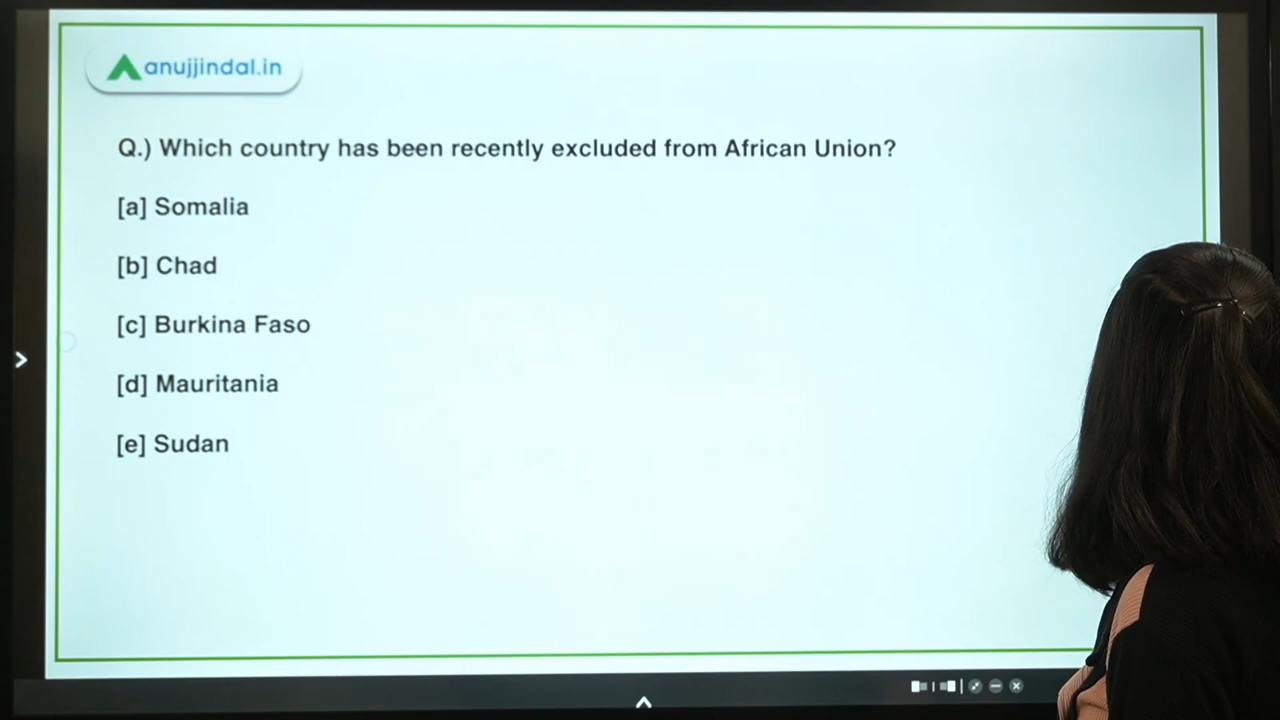 anujjindal.in
Q.) Which country has been recently excluded from African Union?
[a] Somalia
[b] Chad
[c] Burkina Faso
[d] Mauritania
[e] Sudan